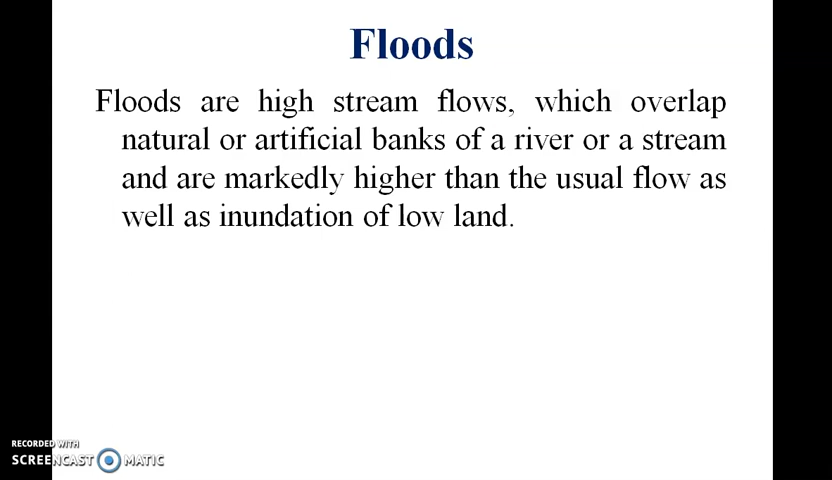 Floods
Floods are high stream flows, which overlap
natural or artificial banks of a river or a stream
and are markedly higher than the usual flow as
well as inundation of low land.
RECORDED WITH
SCREENCAST MATIC